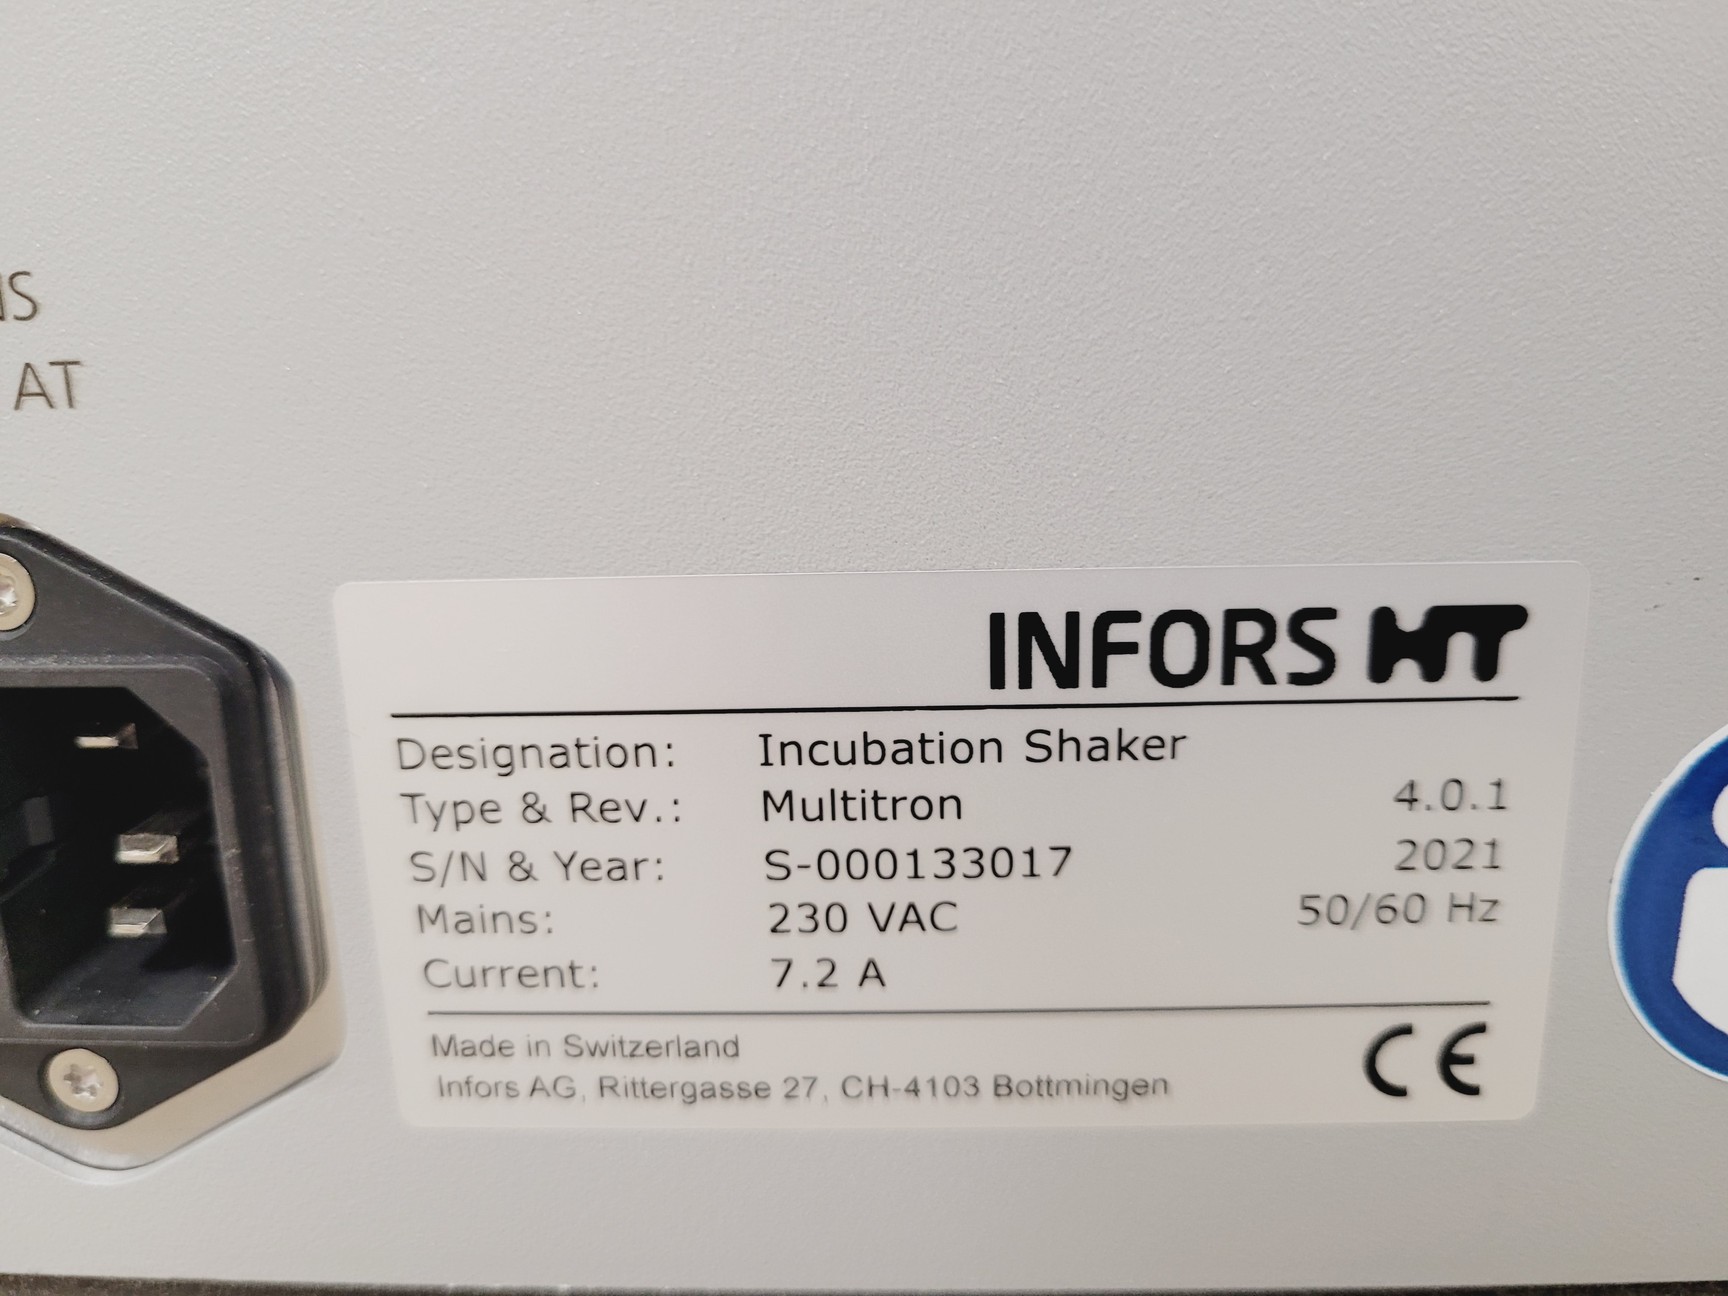 AT
INFORS HT
Designation: Incubation Shaker
Type & Rev.: Multitron 4.0.1
S/N & Year: S-000133017 2021
Mains: 230 VAC 50/60 Hz
Current: 7.2 A
Made in Switzerland
Infors AG, Rittergasse 27, CH-4103 Bottmingen
CE